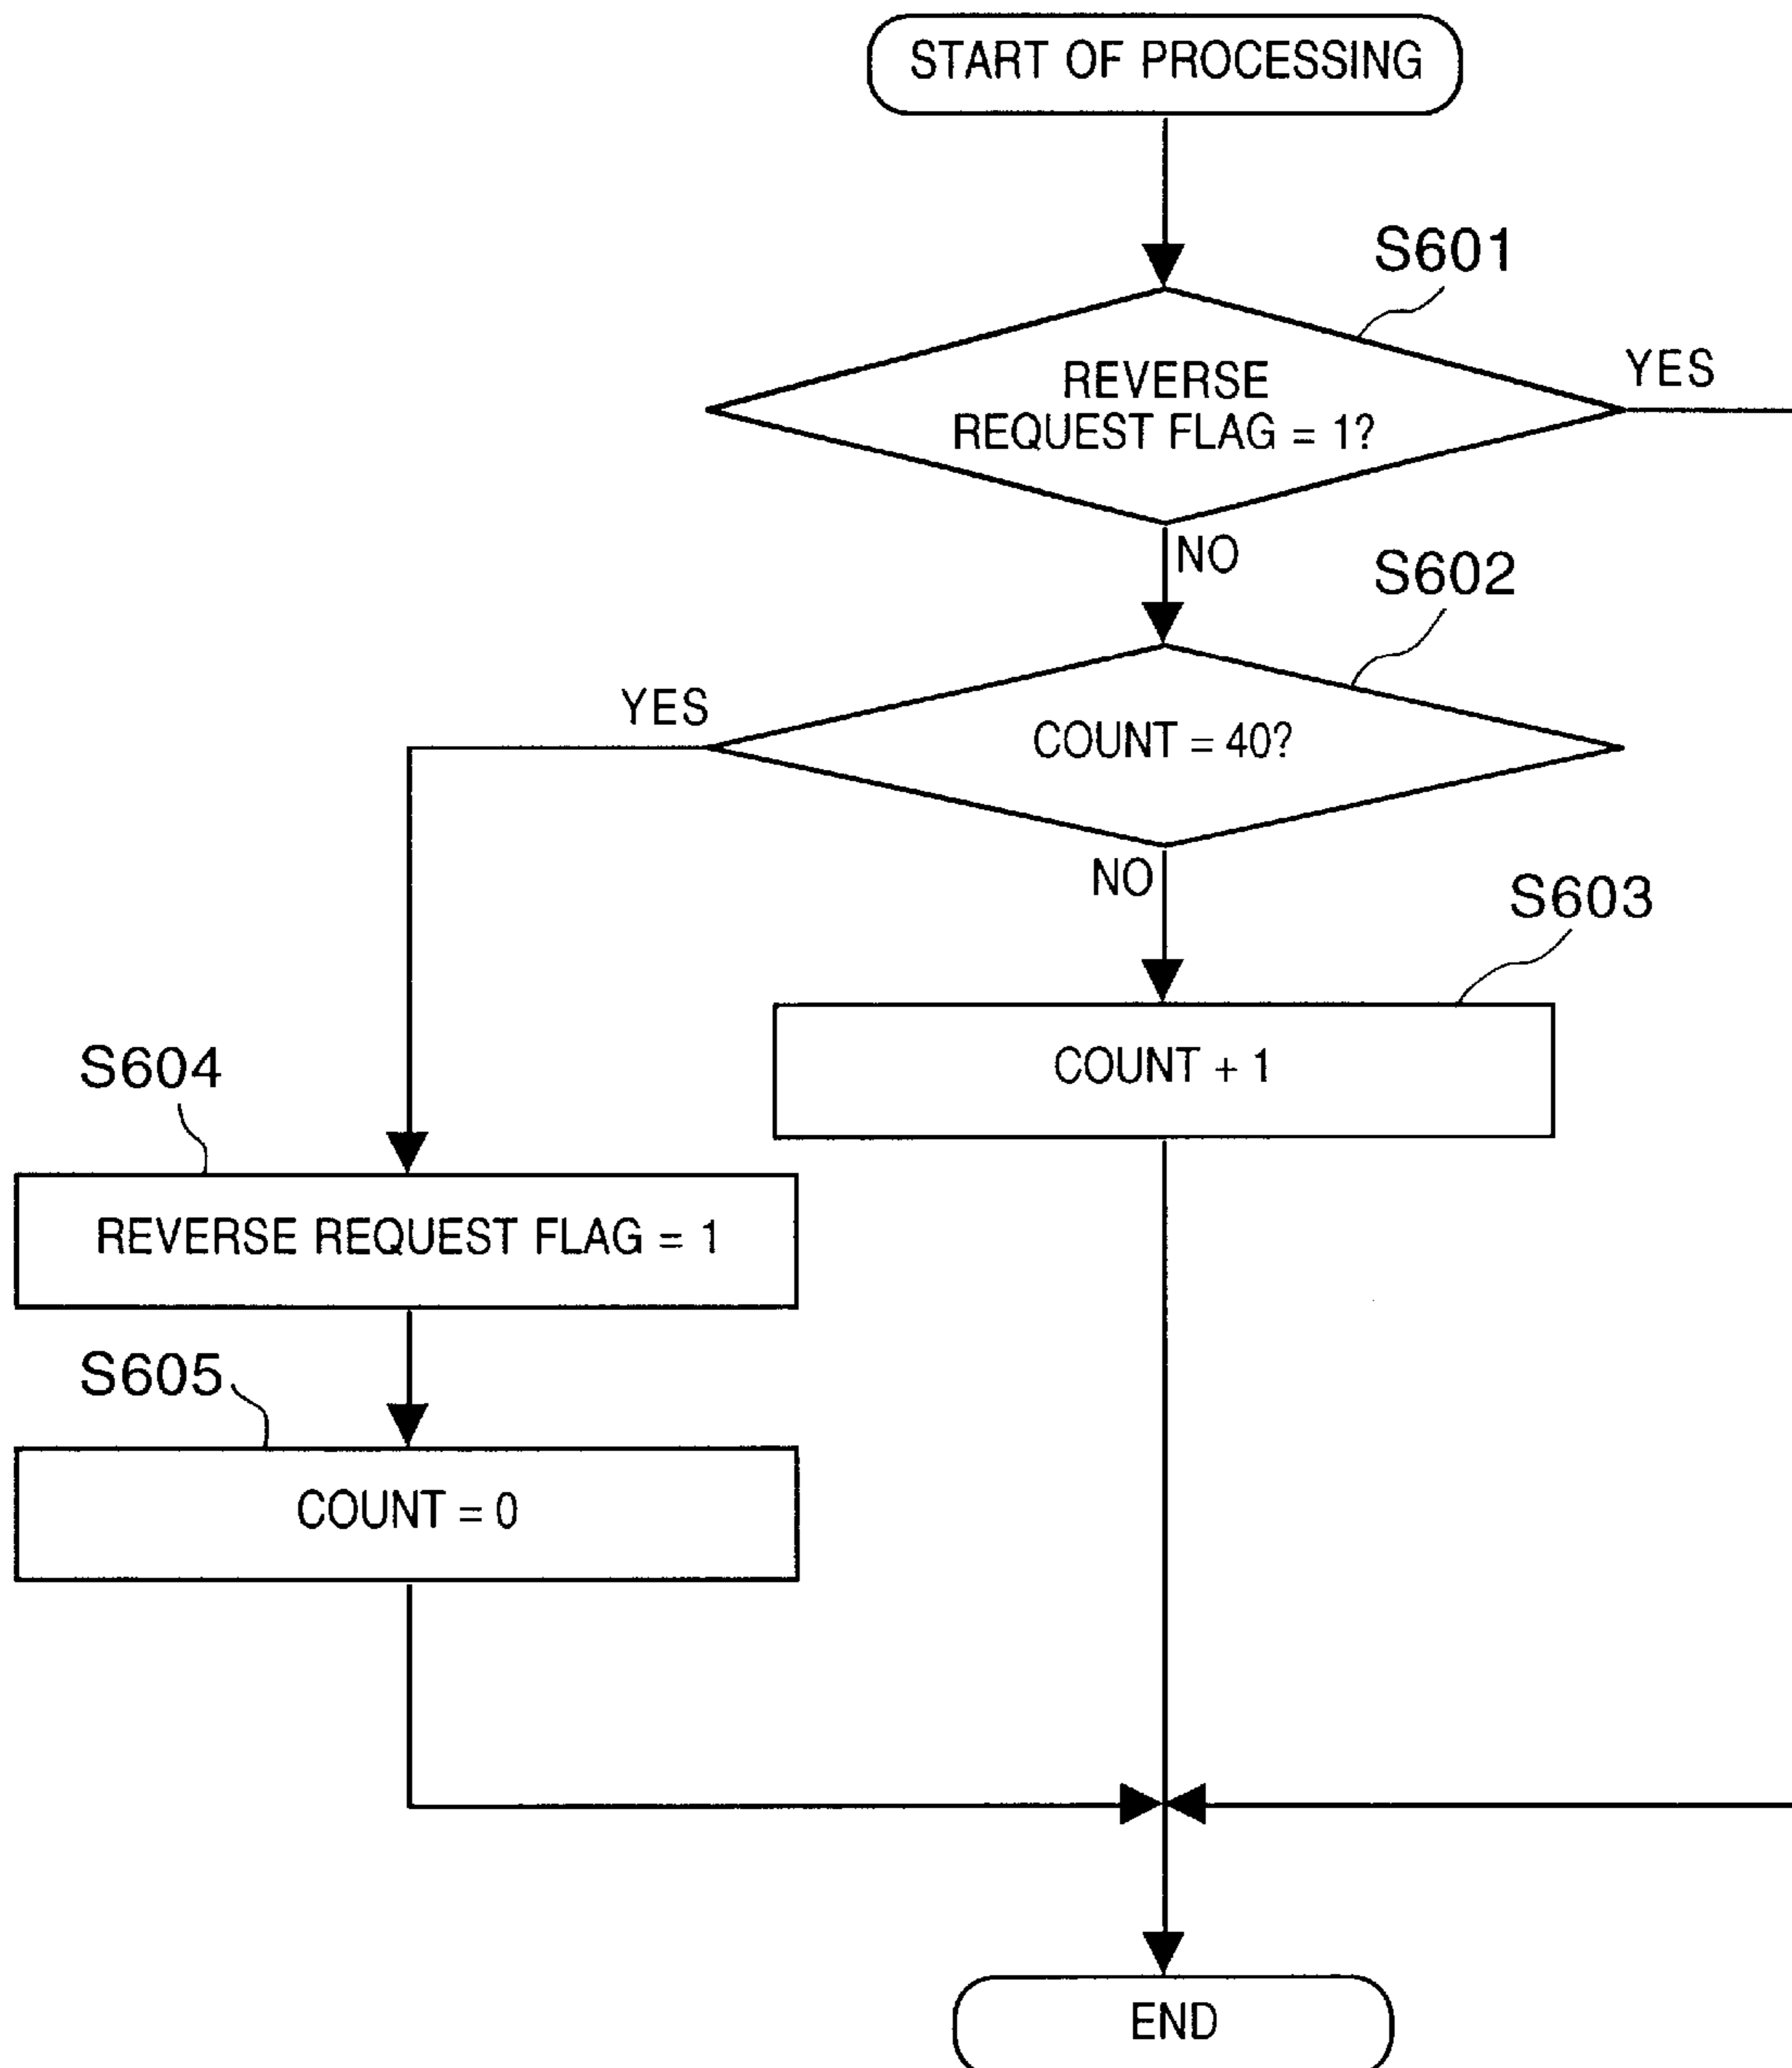 START OF PROCESSING
S601
REVERSE
REQUEST FLAG = 1?
YES
NO
S602
YES
COUNT = 40?
NO
S603
COUNT + 1
S604
REVERSE REQUEST FLAG = 1
S605
COUNT = 0
END